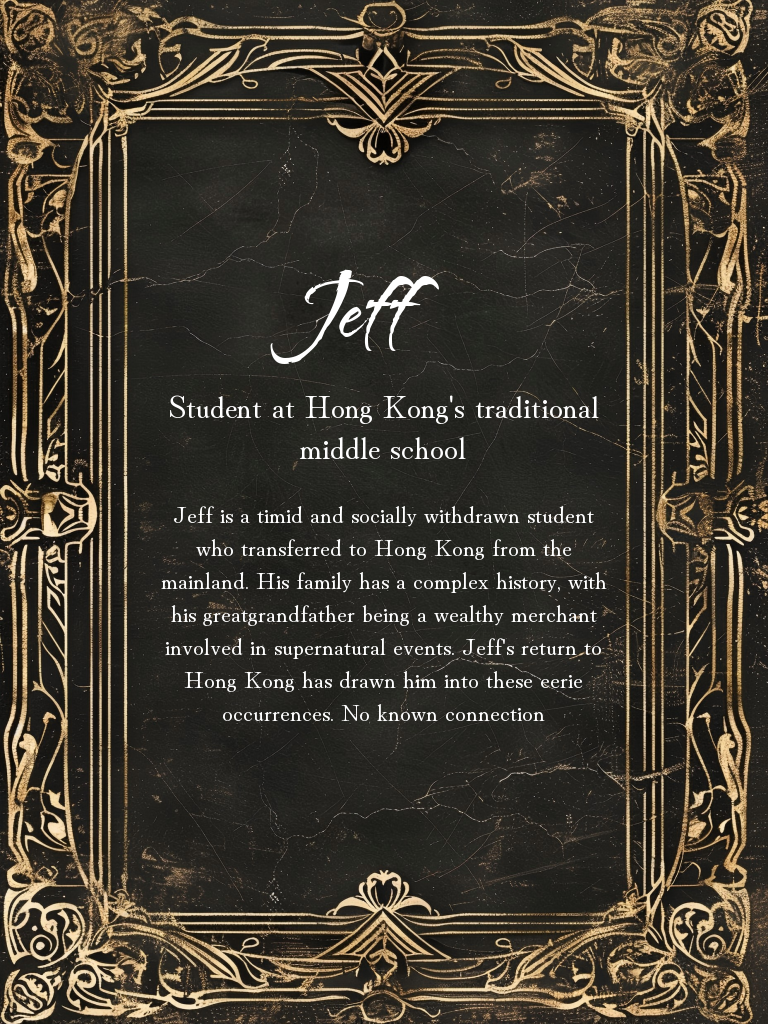 Jeff
Student at Hong Kong's traditional
middle school
Jeff is a timid and socially withdrawn student
who transferred to Hong Kong from the
mainland. His family has a complex history, with
his greatgrandfather being a wealthy merchant
involved in supernatural events. Jeff's return to
Hong Kong has drawn him into these eerie
occurrences. No known connection